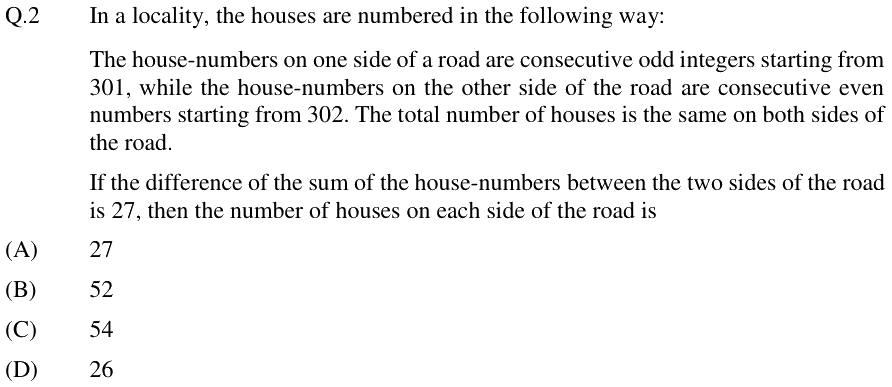 Q.2 In a locality, the houses are numbered in the following way:
The house-numbers on one side of a road are consecutive odd integers starting from
301, while the house-numbers on the other side of the road are consecutive even
numbers starting from 302. The total number of houses is the same on both sides of
the road.
If the difference of the sum of the house-numbers between the two sides of the road
is 27, then the number of houses on each side of the road is
(A) 27
(B) 52
(C) 54
(D) 26